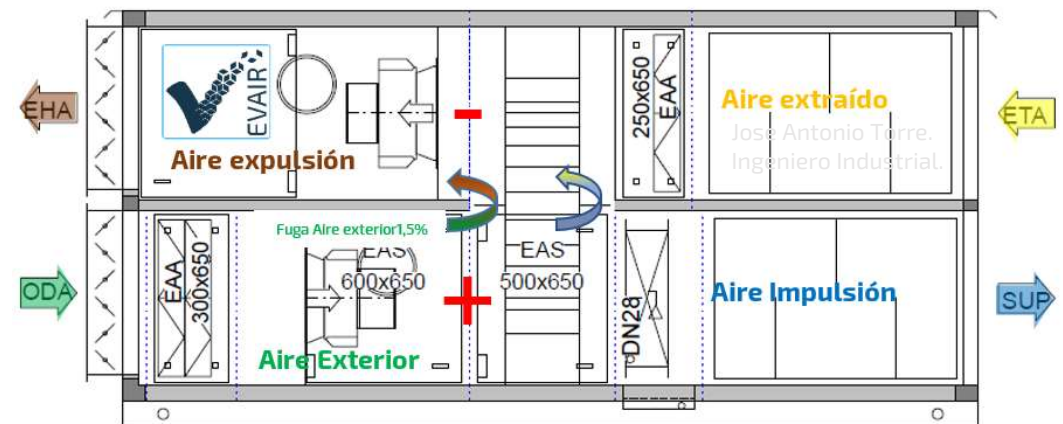 EHA
EVAIR
Aire expulsión
250x650
EAA
Aire extraído
Jose Antonio Torre.
Ingeniero Industrial.
ETA
Fuga Aire exterior1,5%
ODA
EAA
300x650
EAS
600x650
EAS
500x650
DN28
Aire Impulsión
SUP
Aire Exterior